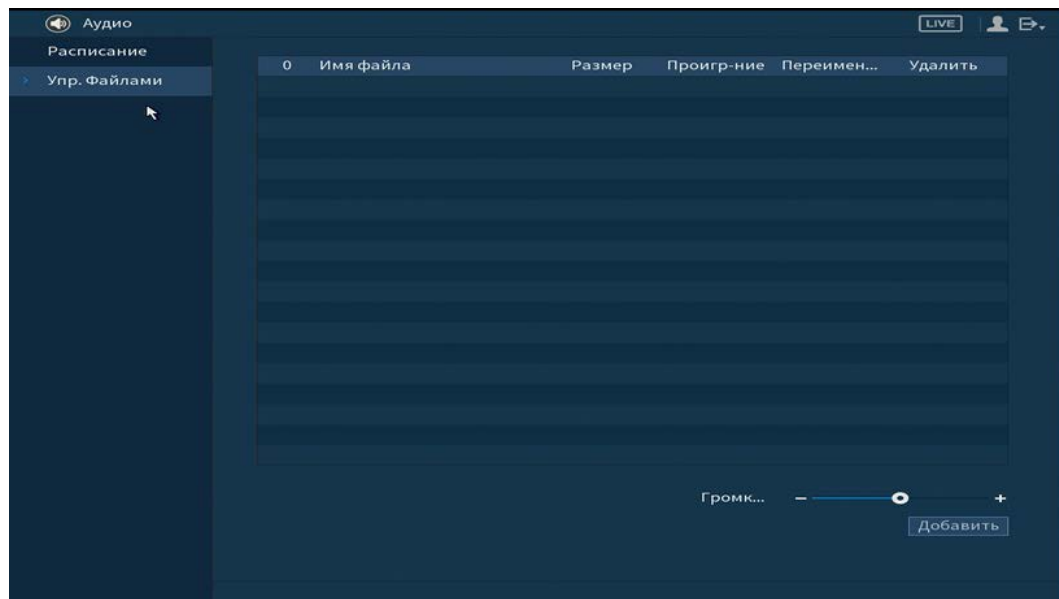 Аудио
LIVE
Расписание
Упр. Файлами
0 Имя файла Размер Проигр-ние Переимен... Удалить
Громк...
Добавить